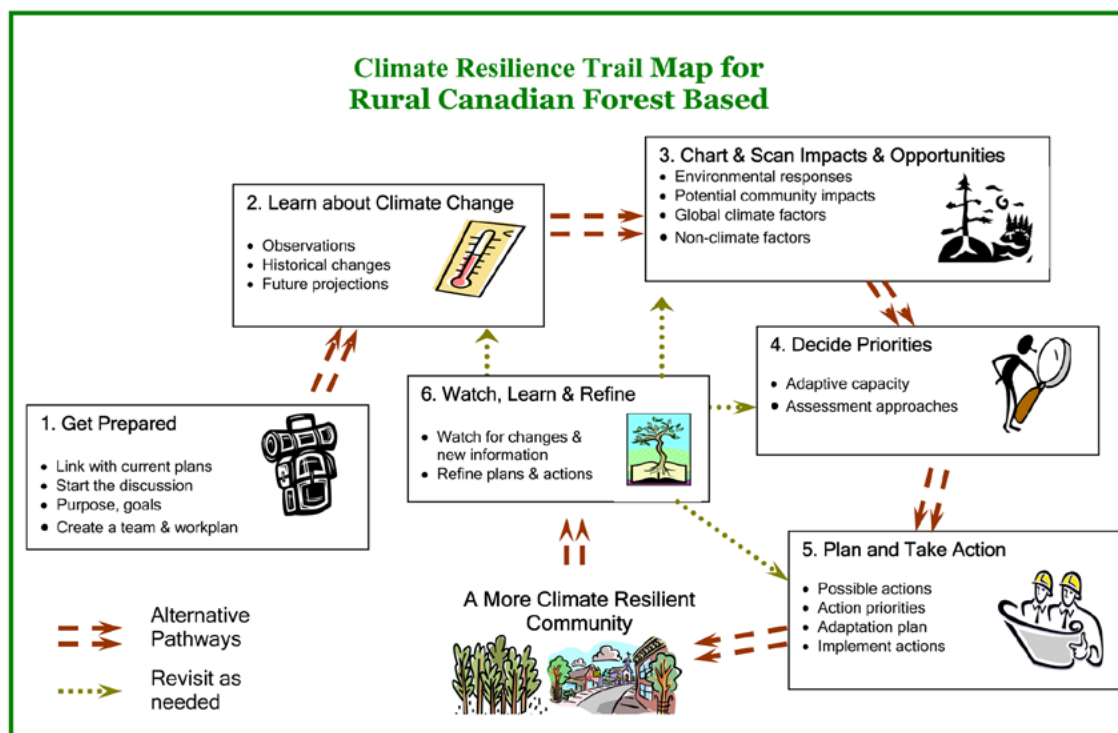 Climate Resilience Trail Map for
Rural Canadian Forest Based
3. Chart & Scan Impacts & Opportunities
• Environmental responses
• Potential community impacts
• Global climate factors
• Non-climate factors
2. Learn about Climate Change
• Observations
• Historical changes
• Future projections
4. Decide Priorities
• Adaptive capacity
• Assessment approaches
6. Watch, Learn & Refine
• Watch for changes &
new information
• Refine plans & actions
1. Get Prepared
• Link with current plans
• Start the discussion
• Purpose, goals
• Create a team & workplan
5. Plan and Take Action
• Possible actions
• Action priorities
• Adaptation plan
• Implement actions
A More Climate Resilient
Community
Alternative
Pathways
Revisit as
needed